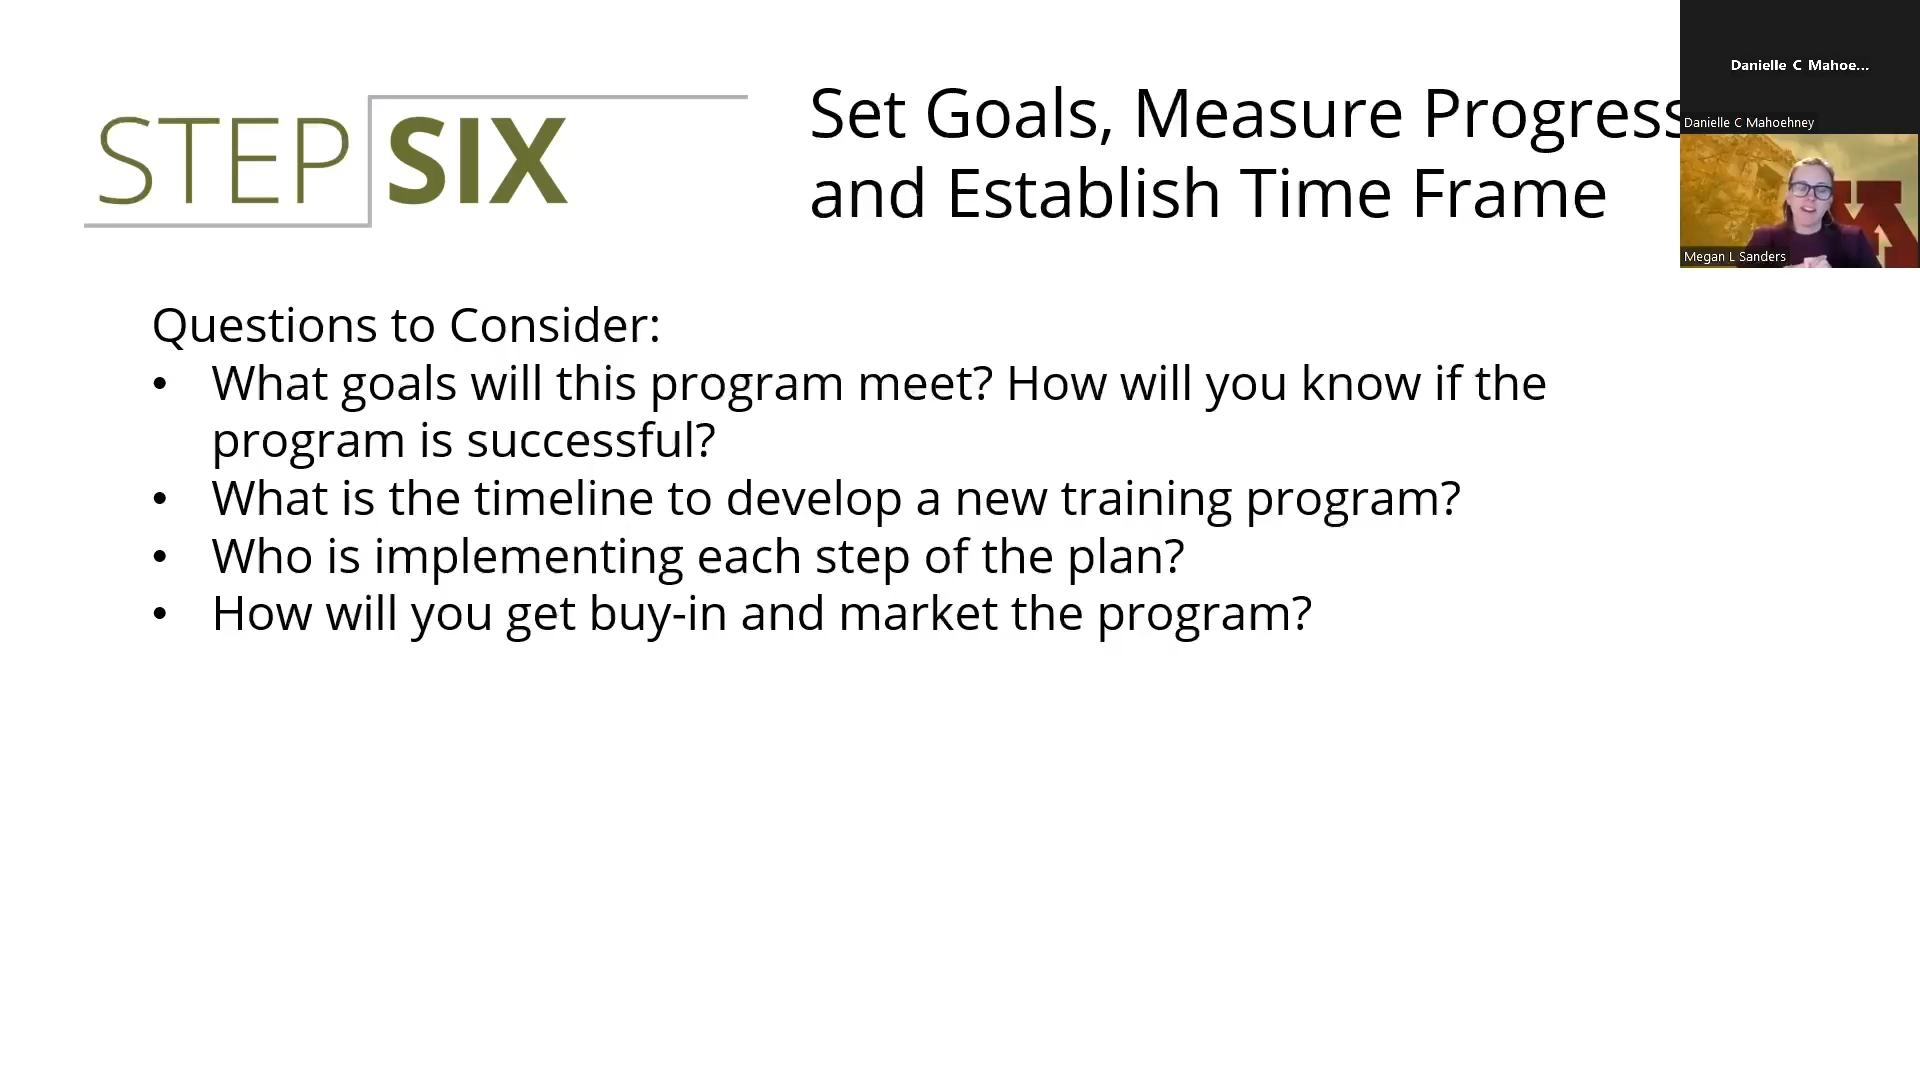 STEP SIX
Set Goals, Measure Progress
and Establish Time Frame
Danielle C Mahoe...
Danielle C Mahoehney
Megan L Sanders
Questions to Consider:
• What goals will this program meet? How will you know if the
program is successful?
• What is the timeline to develop a new training program?
• Who is implementing each step of the plan?
• How will you get buy-in and market the program?